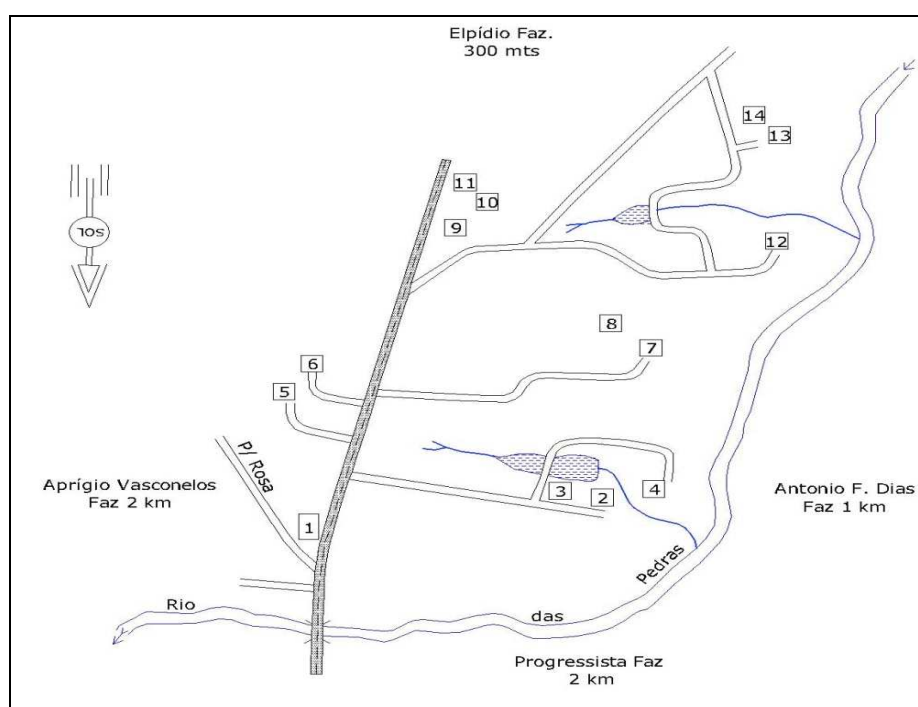 Elpídio Faz.
300 mts
14
13
11
10
9
12
SOL
8
7
6
5
P/ Rosa
Aprígio Vasconelos
Faz 2 km
3
2
4
Antonio F. Dias
Faz 1 km
1
Rio
das
Pedras
Progressista Faz
2 km